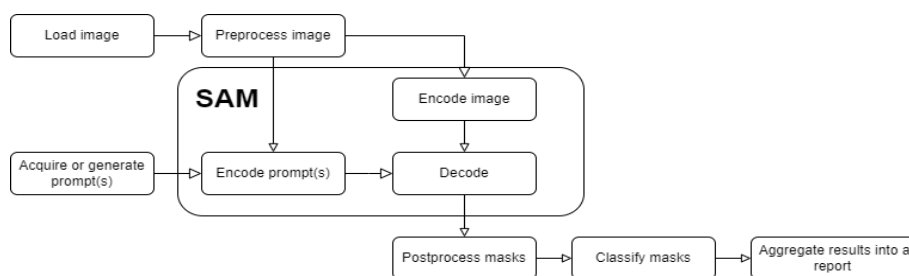 Load image
Preprocess image
SAM
Encode image
Acquire or generate
prompt(s)
Encode prompt(s)
Decode
Postprocess masks
Classify masks
Aggregate results into a
report